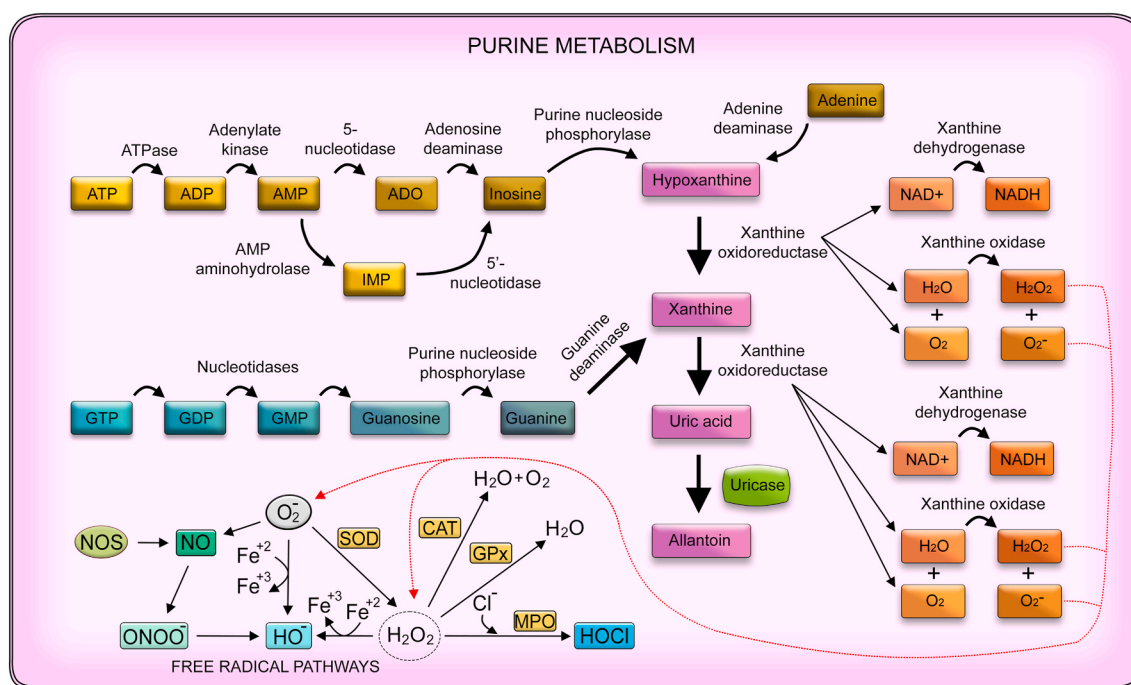 PURINE METABOLISM
Adenine
Purine nucleoside
phosphorylase
Adenine
deaminase
Xanthine
dehydrogenase
ATPase
Adenylate
kinase
5-
nucleotidase
Adenosine
deaminase
ATP
ADP
AMP
ADO
Inosine
Hypoxanthine
NAD+
NADH
AMP
aminohydrolase
IMP
5'-
nucleotidase
Xanthine
oxidoreductase
Xanthine oxidase
H₂O
H₂O₂
+
+
O₂
O₂⁻
Xanthine
Guanine
deaminase
Nucleotidases
Purine nucleoside
phosphorylase
Xanthine
oxidoreductase
GTP
GDP
GMP
Guanosine
Guanine
Uric acid
Xanthine
dehydrogenase
NAD+
NADH
Uricase
Xanthine oxidase
Allantoin
H₂O
H₂O₂
+
+
O₂
O₂⁻
H₂O+O₂
O₂⁻
NOS
NO
SOD
CAT
GPx
H₂O
Fe⁺²
Fe⁺³
Fe⁺³
Fe⁺²
Cl⁻
MPO
ONOO⁻
HO⁻
H₂O₂
HOCl
FREE RADICAL PATHWAYS